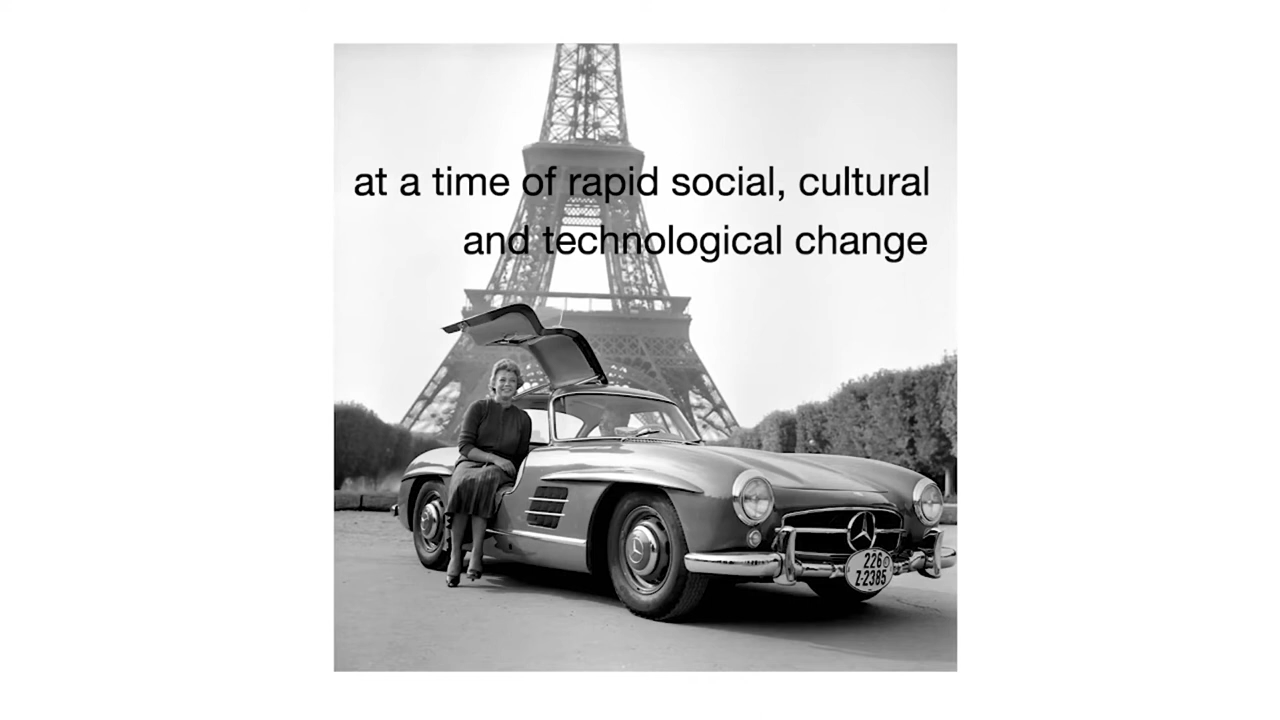 at a time of rapid social, cultural
and technological change
226
Z-2385